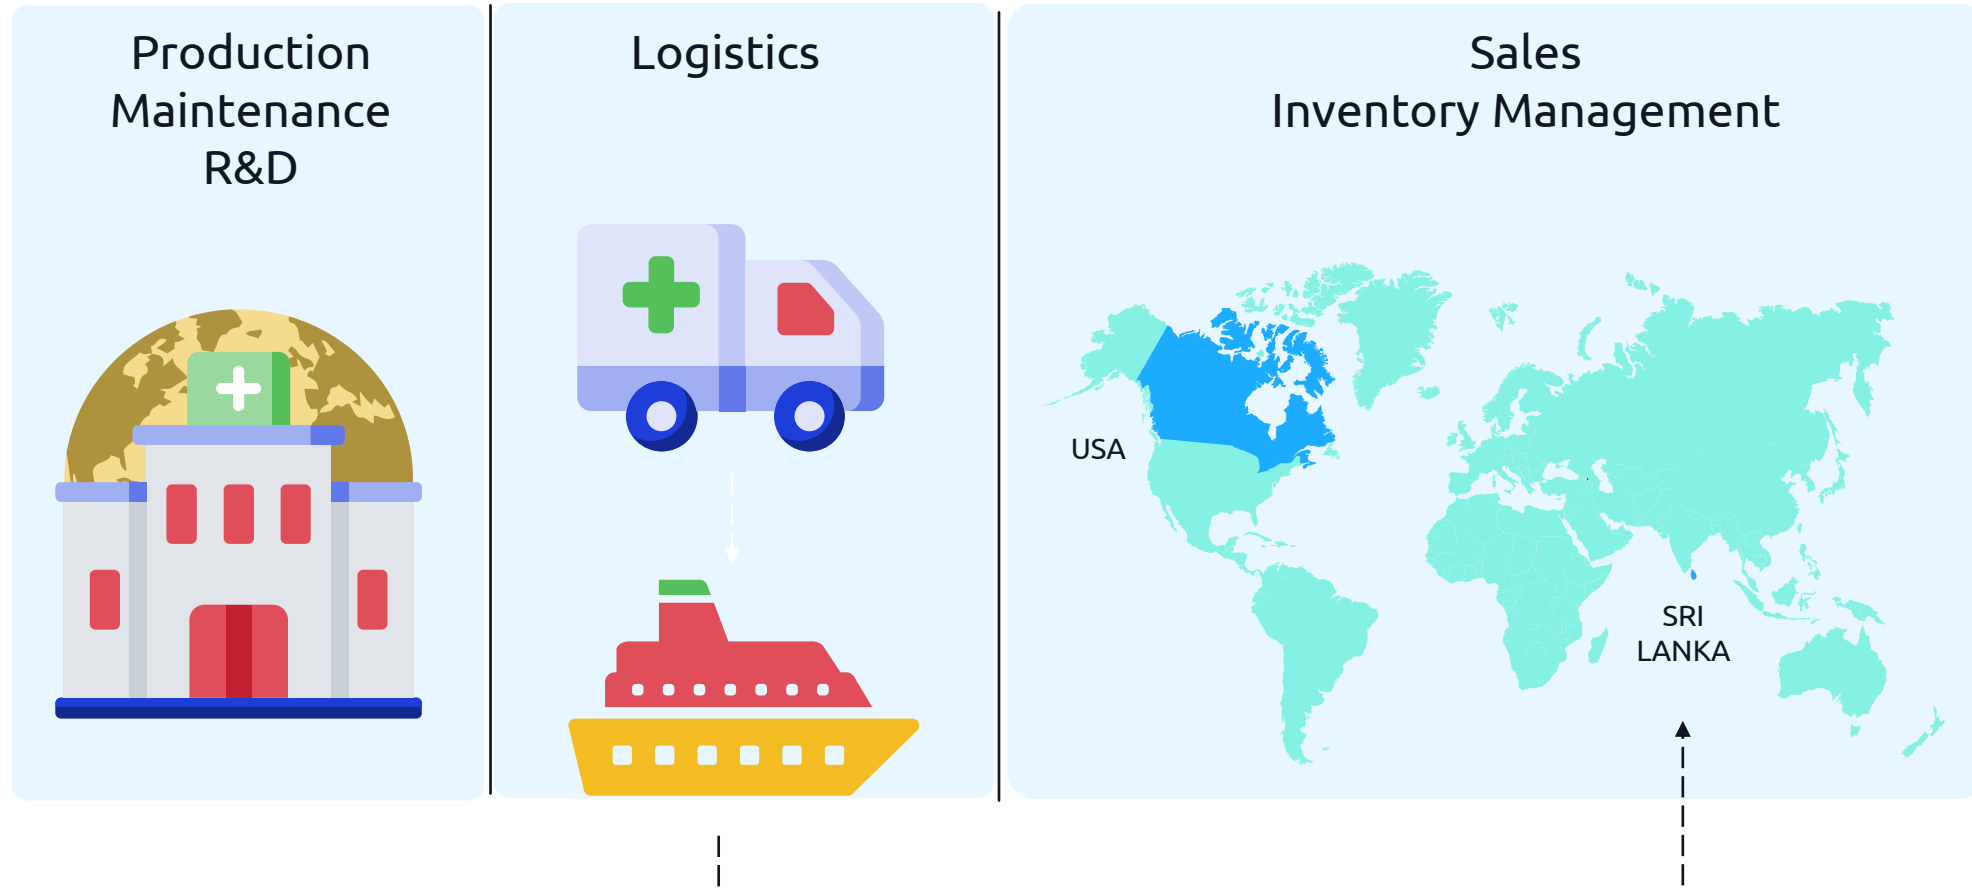 Production
Maintenance
R&D
Logistics
Sales
Inventory Management
USA
SRI
LANKA